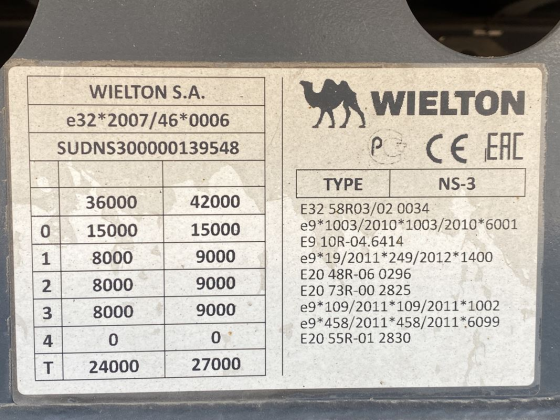 WIELTON S.A.
e32*2007/46*0006
SUDNS300000139548
36000 42000
0 15000 15000
1 8000 9000
2 8000 9000
3 8000 9000
4 0 0
T 24000 27000
WIELTON
P CE EAC
TYPE NS-3
E32 58R03/02 0034
e9*1003/2010*1003/2010*6001
E9 10R-04.6414
e9*19/2011*249/2012*1400
E20 48R-06 0296
E20 73R-00 2825
e9*109/2011*109/2011*1002
e9*458/2011*458/2011*6099
E20 55R-01 2830